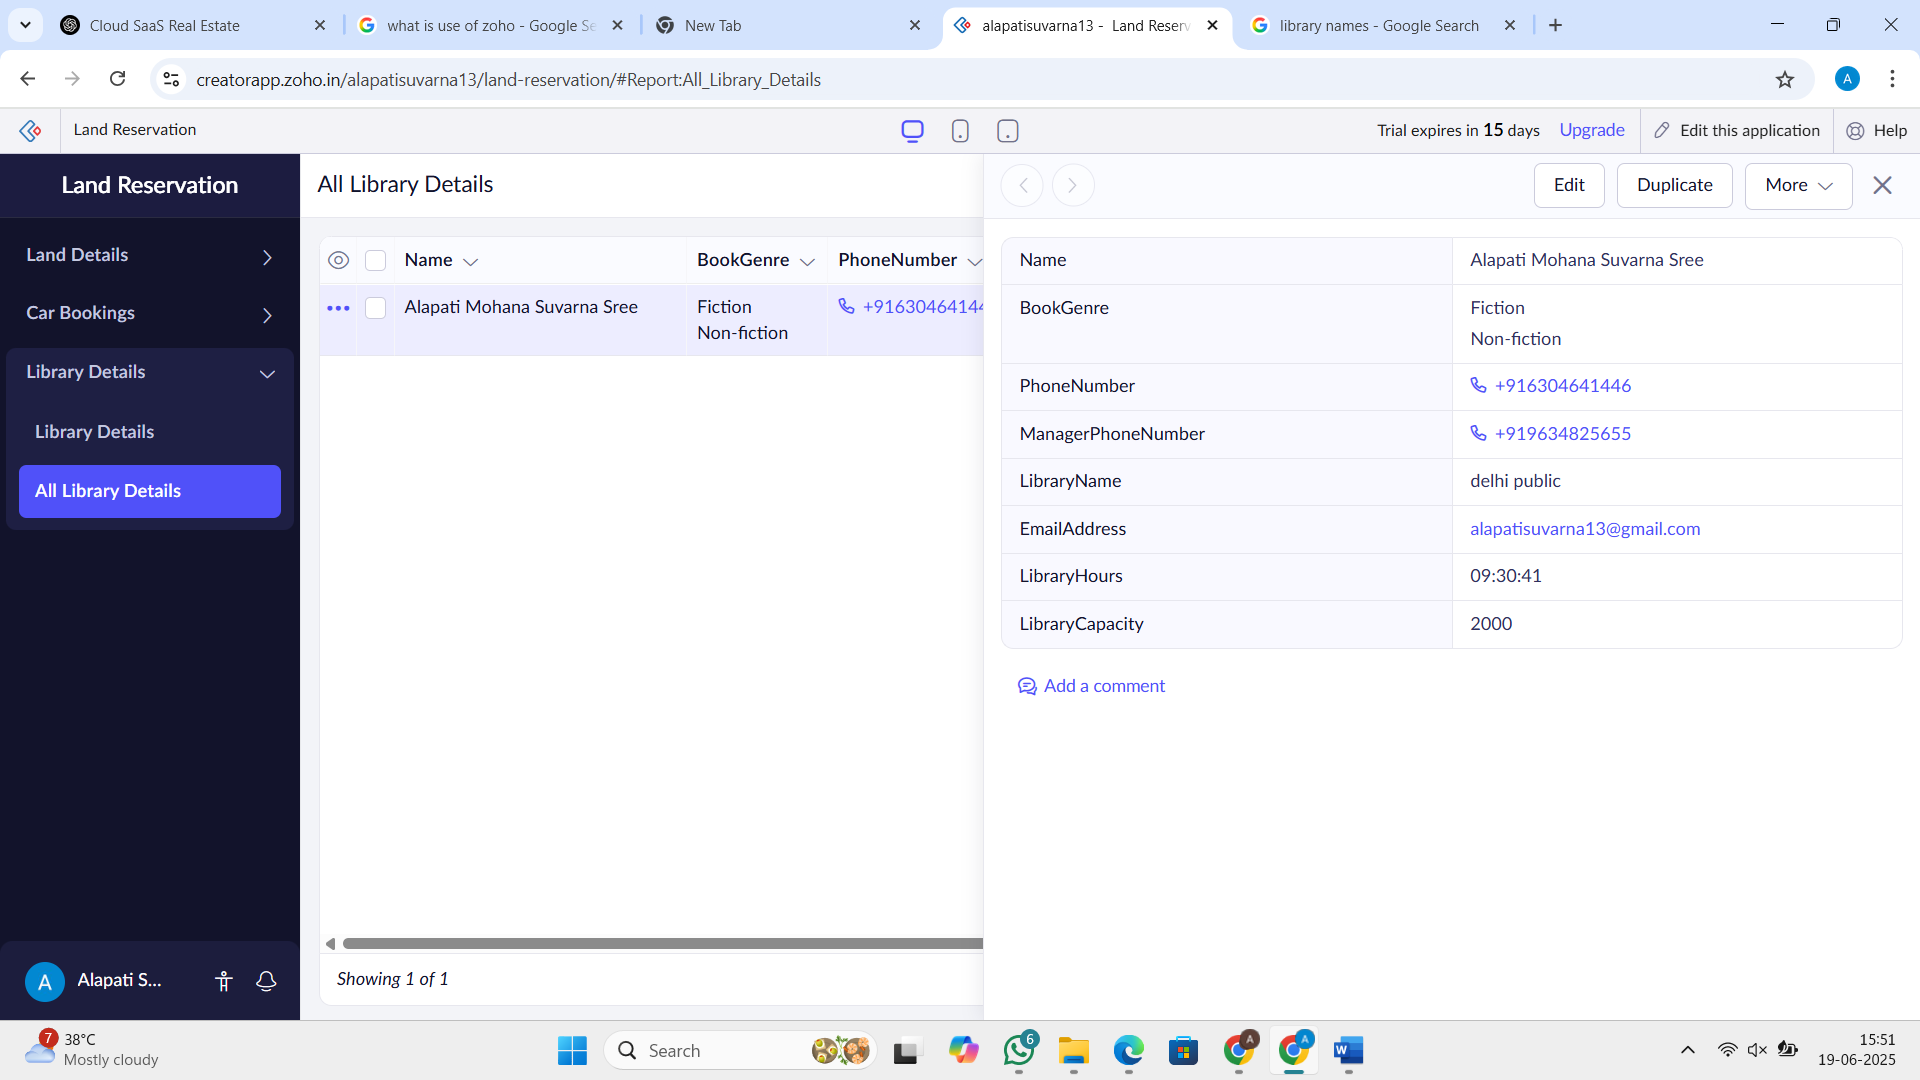 Cloud SaaS Real Estate
what is use of zoho - Google Se
New Tab
alapatisuvarna13 - Land Reserv
library names - Google Search
creatorapp.zoho.in/alapatisuvarna13/land-reservation/#Report:All_Library_Details
A
Land Reservation
Trial expires in 15 days
Upgrade
Edit this application
Help
Land Reservation
Land Details
Car Bookings
Library Details
Library Details
All Library Details
A
Alapati S...
All Library Details
Name
BookGenre
PhoneNumber
Alapati Mohana Suvarna Sree
Fiction
Non-fiction
+9163046414
Showing 1 of 1
Edit
Duplicate
More
Name
Alapati Mohana Suvarna Sree
BookGenre
Fiction
Non-fiction
PhoneNumber
+916304641446
ManagerPhoneNumber
+919634825655
LibraryName
delhi public
EmailAddress
alapatisuvarna13@gmail.com
LibraryHours
09:30:41
LibraryCapacity
2000
Add a comment
7
38°C
Mostly cloudy
Search
6
A
A
W
15:51
19-06-2025